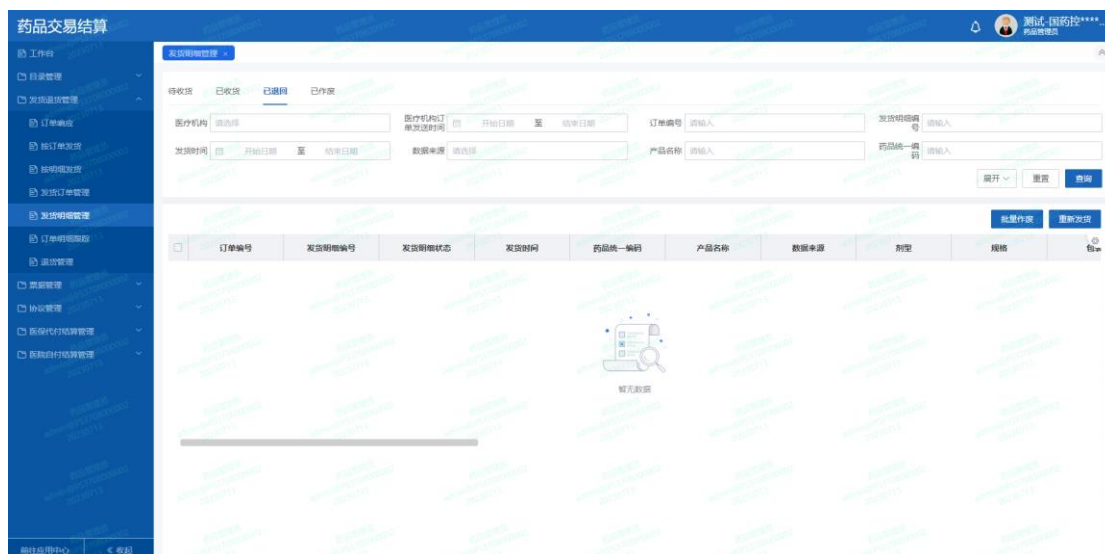 药品交易结算
测试-国药控****...
药品管理员
工作台
发货明细管理 ×
目录管理
发货退货管理
待收货 已收货 已退回 已作废
订单响应
医疗机构 请选择 医疗机构订单发送时间 开始日期 至 结束日期 订单编号 请输入 发货明细编号 请输入
按订单发货
发货时间 开始日期 至 结束日期 数据来源 请选择 产品名称 请输入 药品统一编码 请输入
按明细发货
展开 重置 查询
发货订单管理
发货明细管理
批量作废 重新发货
订单明细跟踪
订单编号 发货明细编号 发货明细状态 发货时间 药品统一编码 产品名称 数据来源 剂型 规格
退货管理
票据管理
协议管理
医保代付结算管理
医院自付结算管理
暂无数据
前往应用中心 《 收起